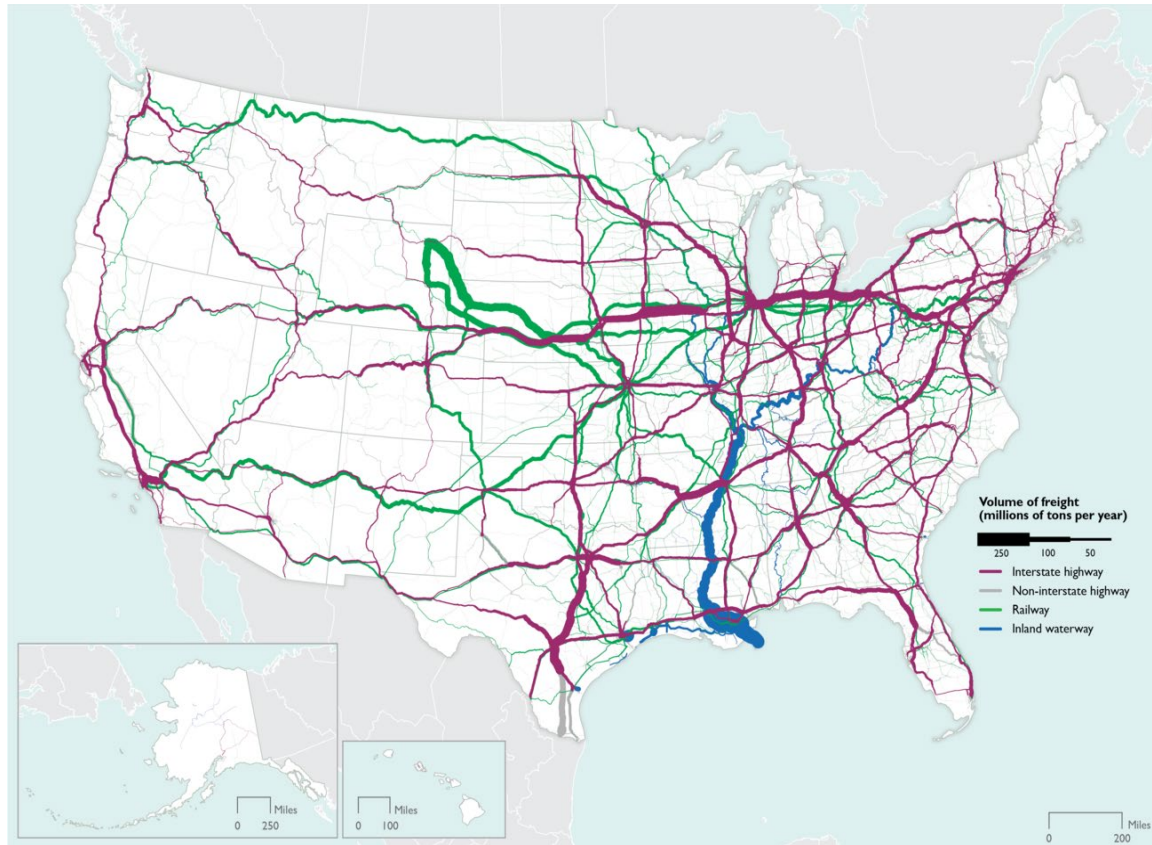 Volume of freight
(millions of tons per year)
250 100 50
Interstate highway
Non-interstate highway
Railway
Inland waterway
Miles
0 250
Miles
0 100
Miles
0 200